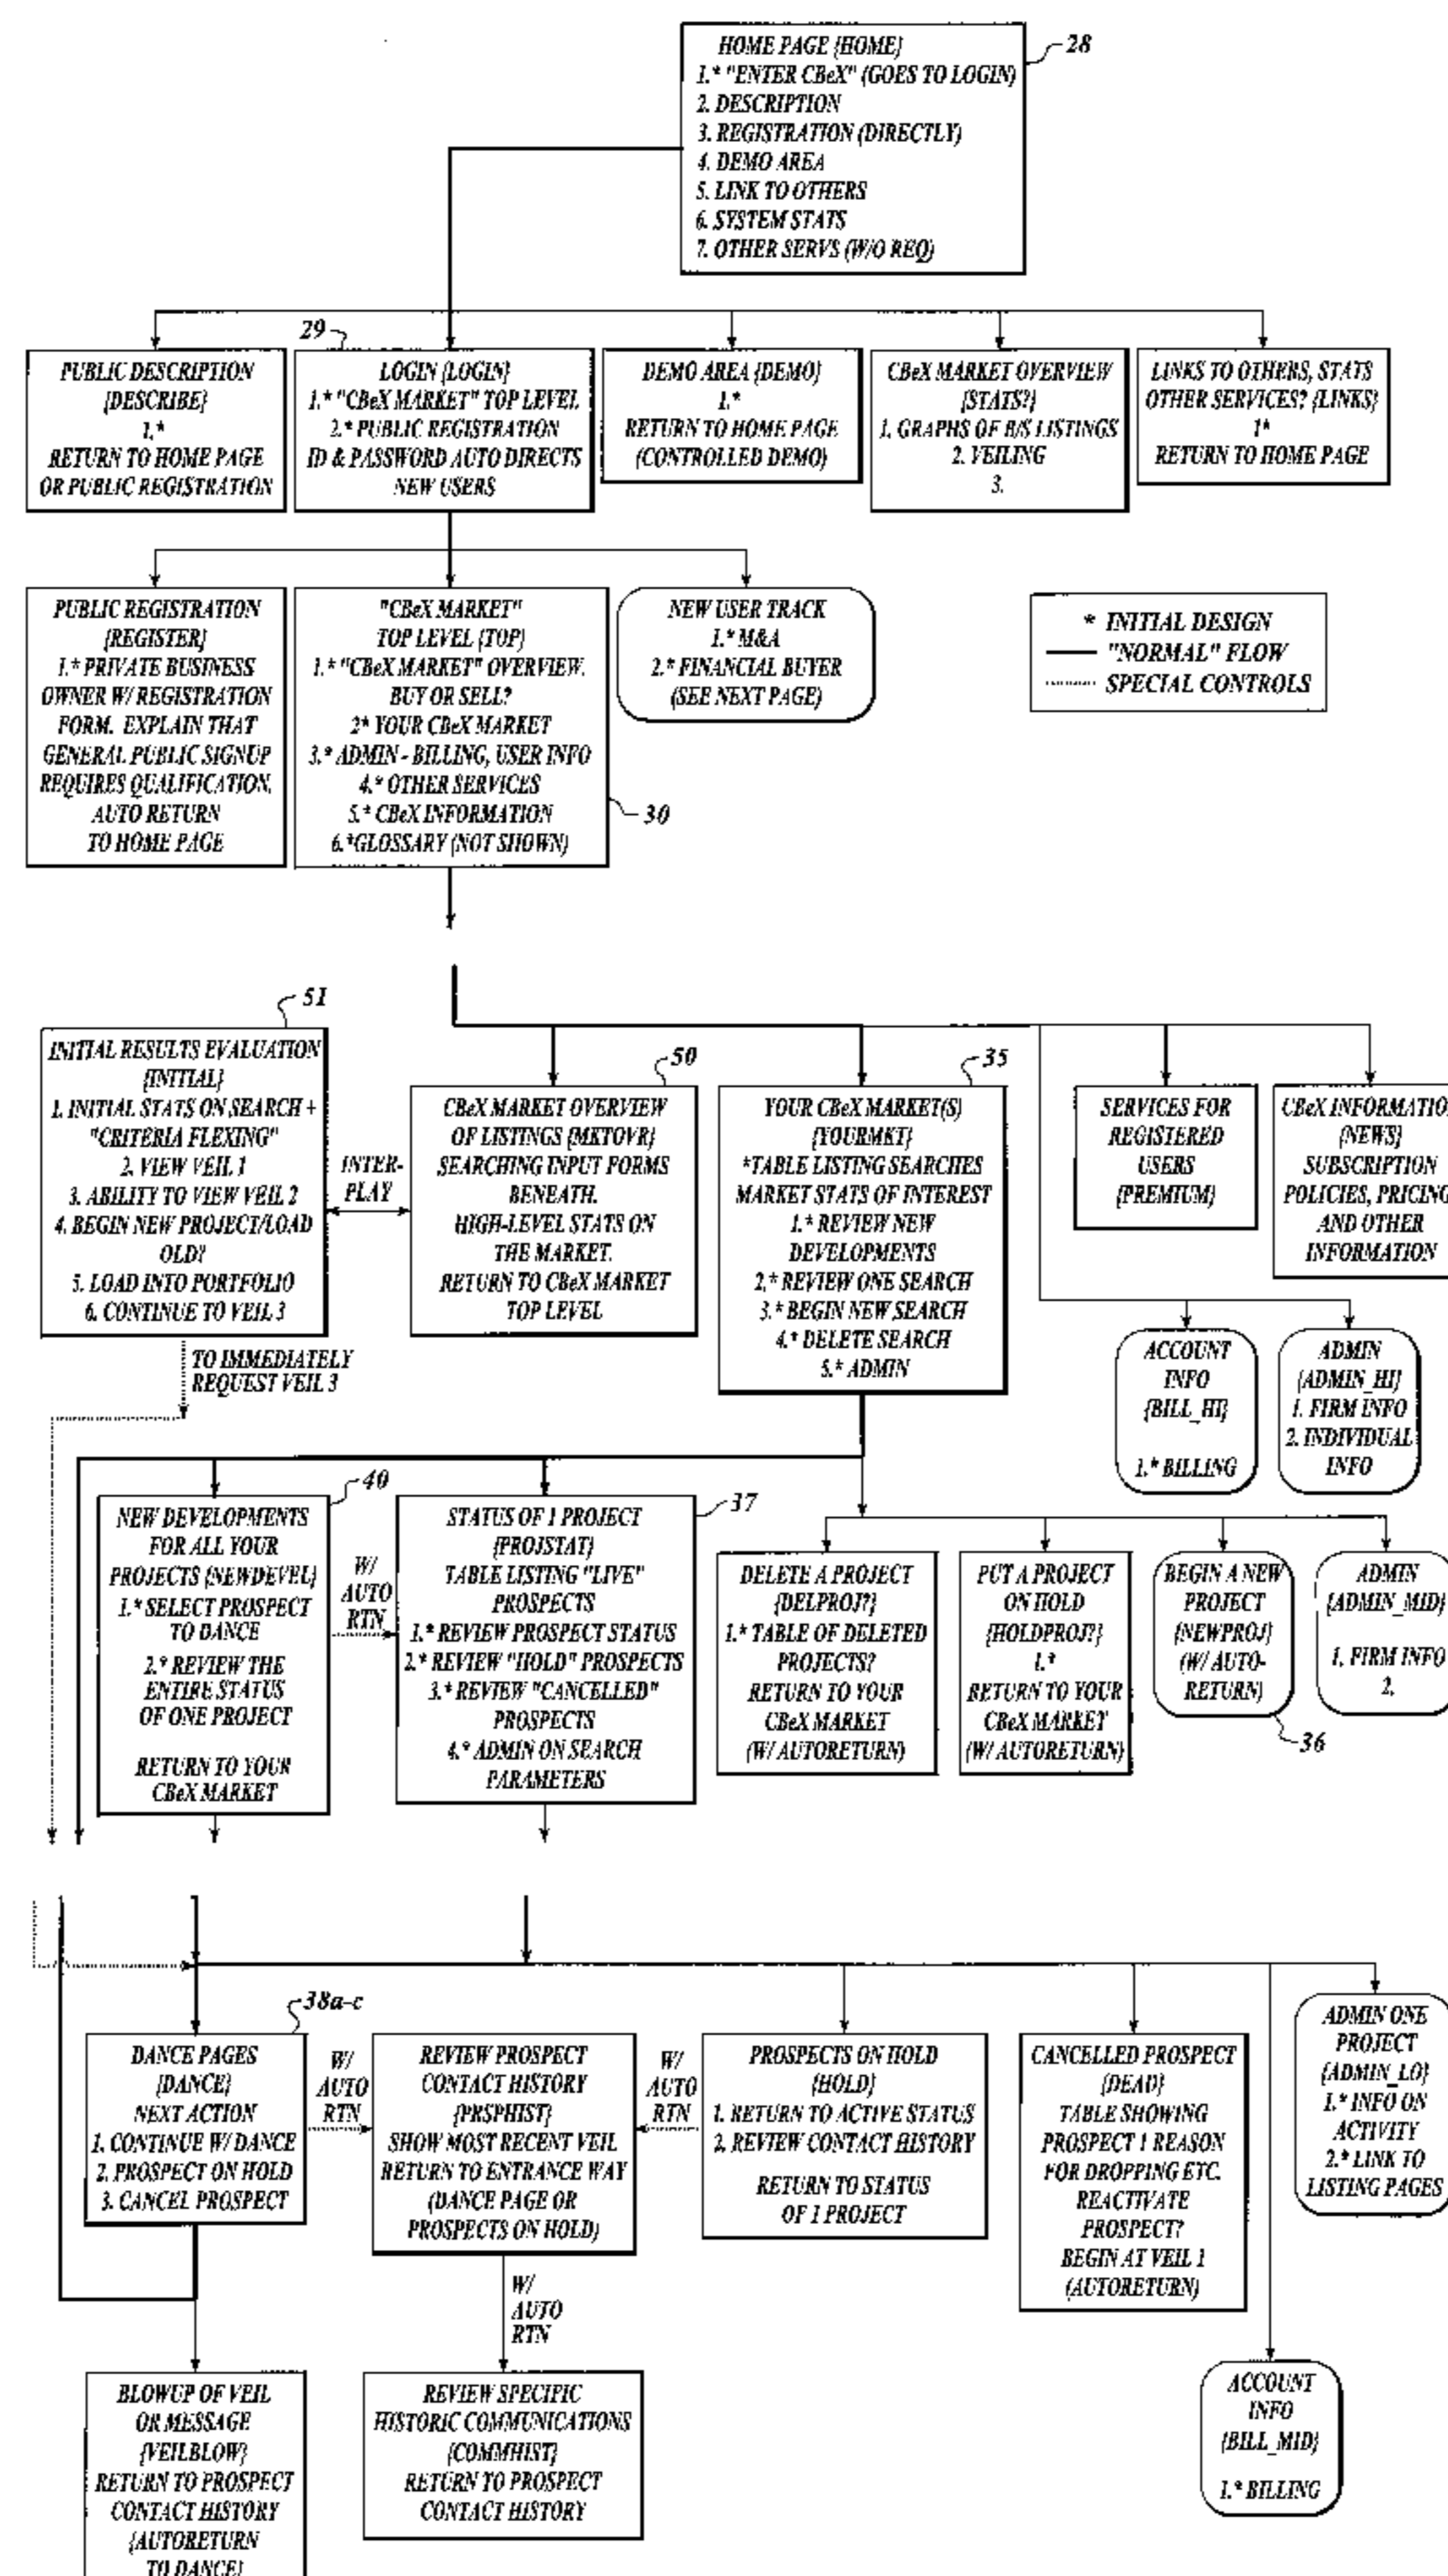 HOME PAGE {HOME}
1.* "ENTER CBeX" (GOES TO LOGIN)
2. DESCRIPTION
3. REGISTRATION (DIRECTLY)
4. DEMO AREA
5. LINK TO OTHERS
6. SYSTEM STATS
7. OTHER SERVS (W/O REQ)
28
29
PUBLIC DESCRIPTION
{DESCRIBE}
1.*
RETURN TO HOME PAGE
OR PUBLIC REGISTRATION
LOGIN {LOGIN}
1.* "CBeX MARKET" TOP LEVEL
2.* PUBLIC REGISTRATION
ID & PASSWORD AUTO DIRECTS
NEW USERS
DEMO AREA {DEMO}
1.*
RETURN TO HOME PAGE
(CONTROLLED DEMO)
CBeX MARKET OVERVIEW
{STATS?}
1. GRAPHS OF B/S LISTINGS
2. VEILING
3.
LINKS TO OTHERS, STATS
OTHER SERVICES? {LINKS}
1*
RETURN TO HOME PAGE
PUBLIC REGISTRATION
{REGISTER}
1.* PRIVATE BUSINESS
OWNER W/ REGISTRATION
FORM. EXPLAIN THAT
GENERAL PUBLIC SIGNUP
REQUIRES QUALIFICATION.
AUTO RETURN
TO HOME PAGE
"CBeX MARKET"
TOP LEVEL {TOP}
1.* "CBeX MARKET" OVERVIEW.
BUY OR SELL?
2* YOUR CBeX MARKET
3.* ADMIN - BILLING, USER INFO
4.* OTHER SERVICES
5.* CBeX INFORMATION
6.*GLOSSARY (NOT SHOWN)
30
NEW USER TRACK
1.* M&A
2.* FINANCIAL BUYER
(SEE NEXT PAGE)
* INITIAL DESIGN
"NORMAL" FLOW
SPECIAL CONTROLS
51
INITIAL RESULTS EVALUATION
{INITIAL}
1. INITIAL STATS ON SEARCH +
"CRITERIA FLEXING"
2. VIEW VEIL 1
3. ABILITY TO VIEW VEIL 2
4. BEGIN NEW PROJECT/LOAD
OLD?
5. LOAD INTO PORTFOLIO
6. CONTINUE TO VEIL 3
INTER-
PLAY
50
CBeX MARKET OVERVIEW
OF LISTINGS {MKTOVR}
SEARCHING INPUT FORMS
BENEATH.
HIGH-LEVEL STATS ON
THE MARKET.
RETURN TO CBeX MARKET
TOP LEVEL
35
YOUR CBeX MARKET(S)
{YOURMKT}
*TABLE LISTING SEARCHES
MARKET STATS OF INTEREST
1.* REVIEW NEW
DEVELOPMENTS
2.* REVIEW ONE SEARCH
3.* BEGIN NEW SEARCH
4.* DELETE SEARCH
5.* ADMIN
SERVICES FOR
REGISTERED
USERS
{PREMIUM}
CBeX INFORMATIO
{NEWS}
SUBSCRIPTION
POLICIES, PRICING
AND OTHER
INFORMATION
ACCOUNT
INFO
{BILL_HI}
1.* BILLING
ADMIN
{ADMIN_HI}
1. FIRM INFO
2. INDIVIDUAL
INFO
TO IMMEDIATELY
REQUEST VEIL 3
40
NEW DEVELOPMENTS
FOR ALL YOUR
PROJECTS {NEWDEVEL}
1.* SELECT PROSPECT
TO DANCE
2.* REVIEW THE
ENTIRE STATUS
OF ONE PROJECT
RETURN TO YOUR
CBeX MARKET
W/
AUTO
RTN
37
STATUS OF 1 PROJECT
{PROJSTAT}
TABLE LISTING "LIVE"
PROSPECTS
1.* REVIEW PROSPECT STATUS
2.* REVIEW "HOLD" PROSPECTS
3.* REVIEW "CANCELLED"
PROSPECTS
4.* ADMIN ON SEARCH
PARAMETERS
DELETE A PROJECT
{DELPROJ?}
1.* TABLE OF DELETED
PROJECTS?
RETURN TO YOUR
CBeX MARKET
(W/ AUTORETURN)
PUT A PROJECT
ON HOLD
{HOLDPROJ?}
1.*
RETURN TO YOUR
CBeX MARKET
(W/ AUTORETURN)
BEGIN A NEW
PROJECT
{NEWPROJ}
(W/ AUTO-
RETURN)
36
ADMIN
{ADMIN_MID}
1. FIRM INFO
2.
38a-c
DANCE PAGES
{DANCE}
NEXT ACTION
1. CONTINUE W/ DANCE
2. PROSPECT ON HOLD
3. CANCEL PROSPECT
W/
AUTO
RTN
REVIEW PROSPECT
CONTACT HISTORY
{PRSPHIST}
SHOW MOST RECENT VEIL
RETURN TO ENTRANCE WAY
(DANCE PAGE OR
PROSPECTS ON HOLD)
W/
AUTO
RTN
PROSPECTS ON HOLD
{HOLD}
1. RETURN TO ACTIVE STATUS
2. REVIEW CONTACT HISTORY
RETURN TO STATUS
OF 1 PROJECT
CANCELLED PROSPECT
{DEAD}
TABLE SHOWING
PROSPECT 1 REASON
FOR DROPPING ETC.
REACTIVATE
PROSPECT?
BEGIN AT VEIL 1
(AUTORETURN)
ADMIN ONE
PROJECT
{ADMIN_LO}
1.* INFO ON
ACTIVITY
2.* LINK TO
LISTING PAGES
W/
AUTO
RTN
BLOWUP OF VEIL
OR MESSAGE
{VEILBLOW}
RETURN TO PROSPECT
CONTACT HISTORY
{AUTORETURN
TO DANCE}
REVIEW SPECIFIC
HISTORIC COMMUNICATIONS
{COMMHIST}
RETURN TO PROSPECT
CONTACT HISTORY
ACCOUNT
INFO
{BILL_MID}
1.* BILLING